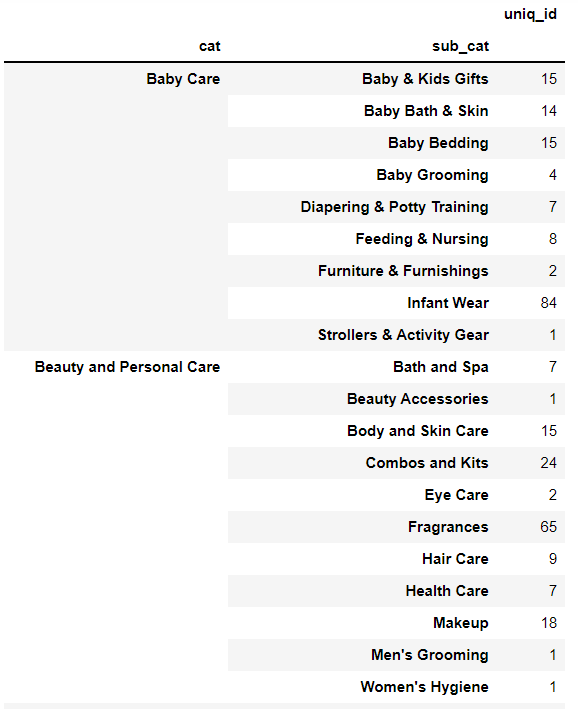 uniq_id
cat sub_cat
Baby Care Baby & Kids Gifts 15
Baby Bath & Skin 14
Baby Bedding 15
Baby Grooming 4
Diapering & Potty Training 7
Feeding & Nursing 8
Furniture & Furnishings 2
Infant Wear 84
Strollers & Activity Gear 1
Beauty and Personal Care Bath and Spa 7
Beauty Accessories 1
Body and Skin Care 15
Combos and Kits 24
Eye Care 2
Fragrances 65
Hair Care 9
Health Care 7
Makeup 18
Men's Grooming 1
Women's Hygiene 1